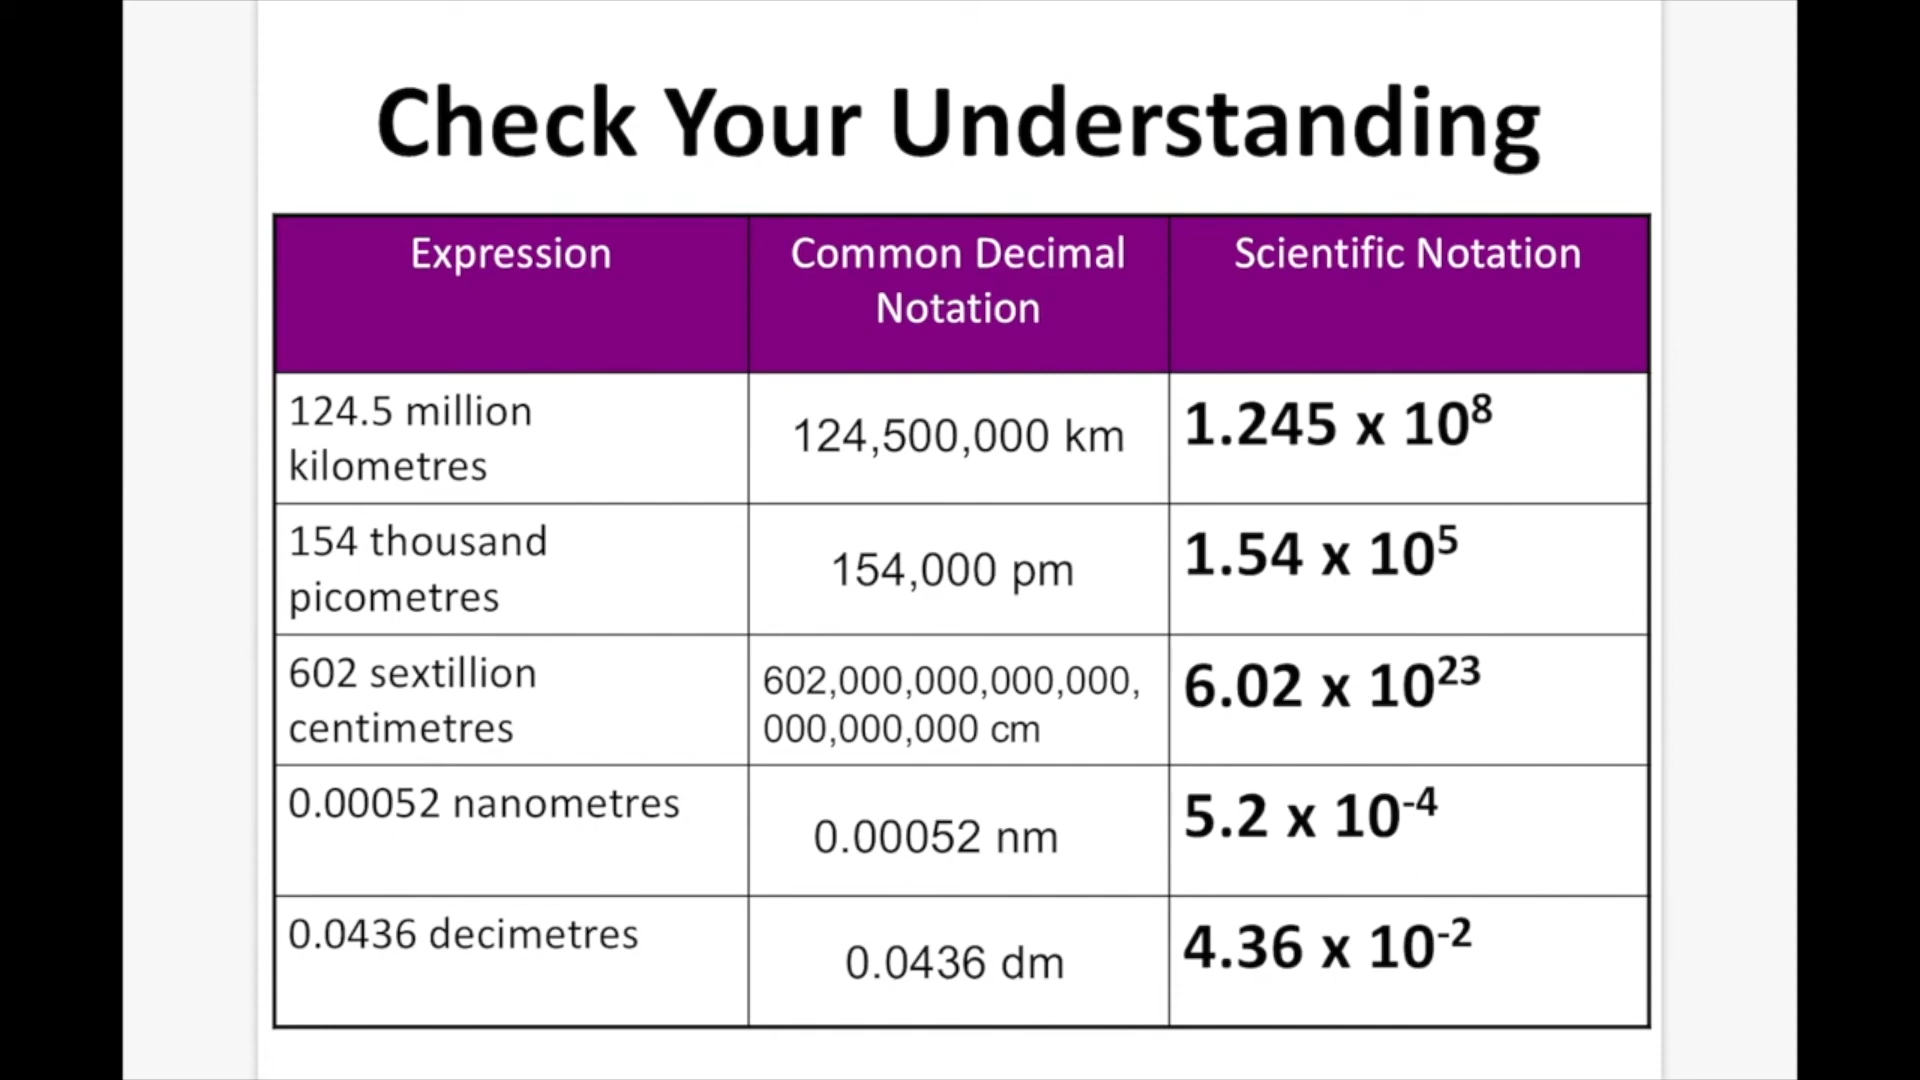 Check Your Understanding
Expression
Common Decimal
Notation
Scientific Notation
124.5 million
kilometres
124,500,000 km
1.245 x 10⁸
154 thousand
picometres
154,000 pm
1.54 x 10⁵
602 sextillion
centimetres
602,000,000,000,000,
000,000,000 cm
6.02 x 10²³
0.00052 nanometres
0.00052 nm
5.2 x 10⁻⁴
0.0436 decimetres
0.0436 dm
4.36 x 10⁻²